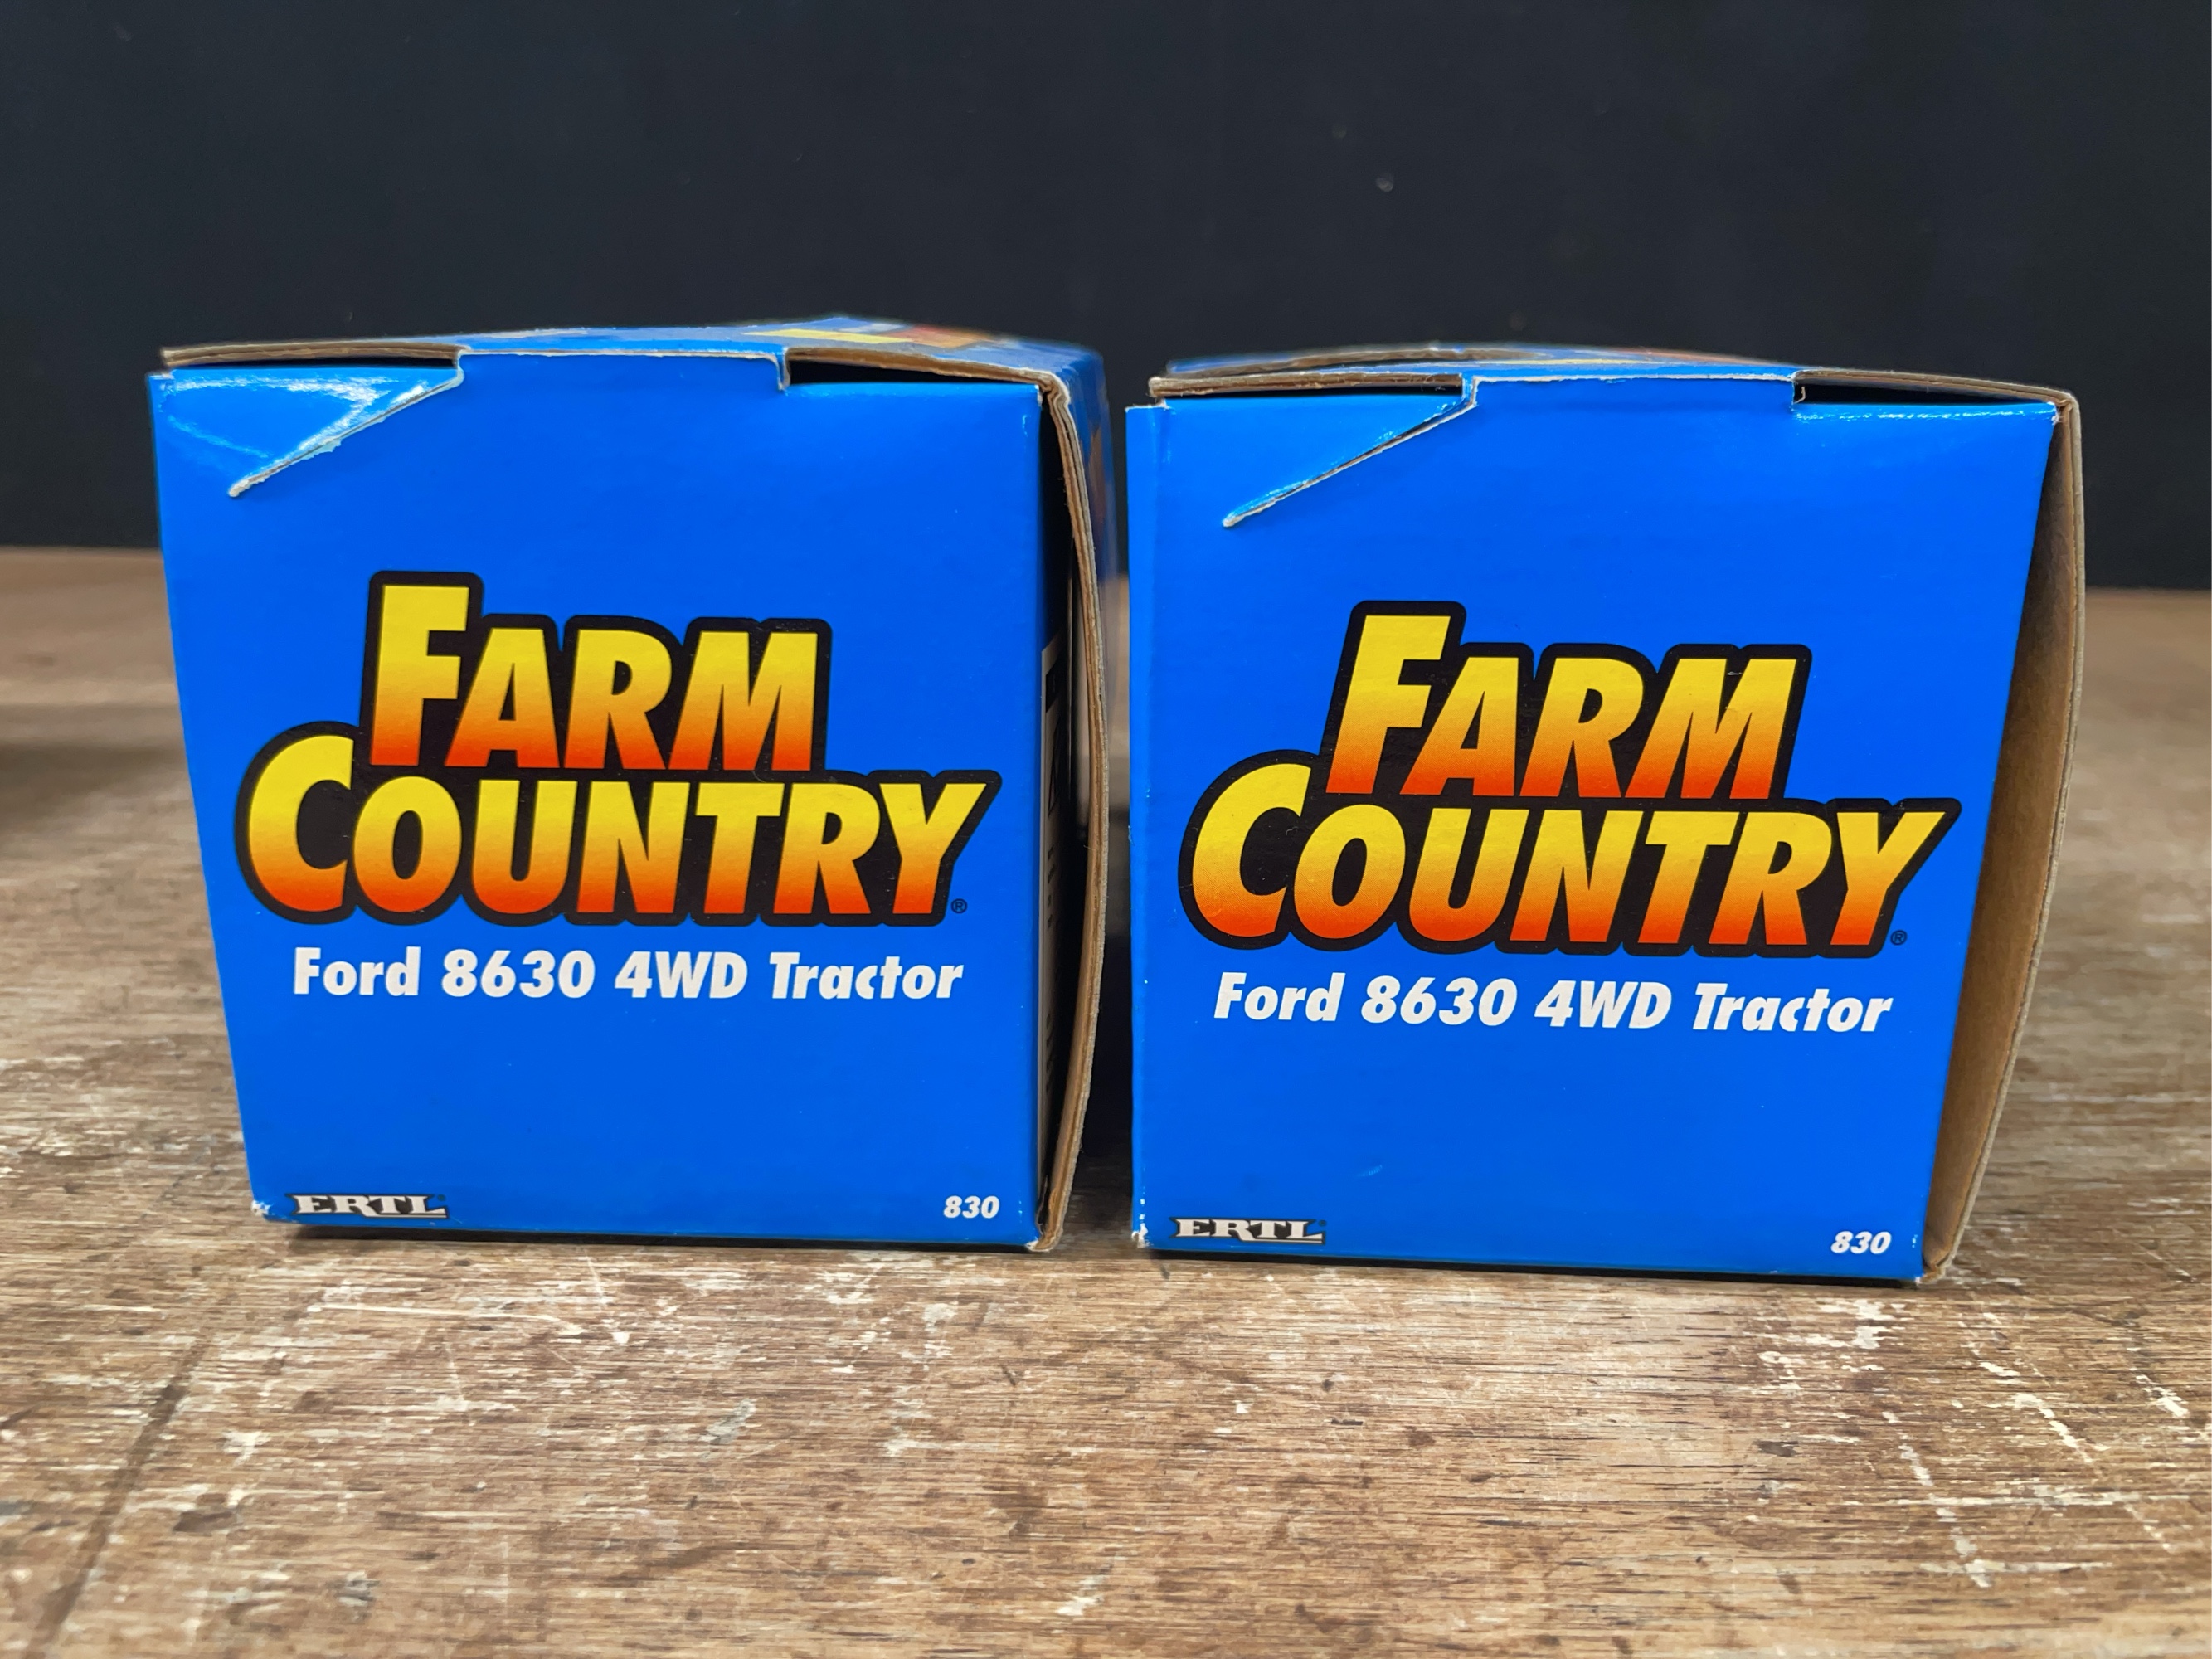 FARM
COUNTRY®
Ford 8630 4WD Tractor
ERTL
830
FARM
COUNTRY®
Ford 8630 4WD Tractor
ERTL
830